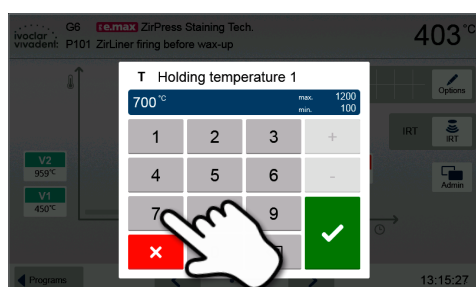 ivoclar
vivadent:
G6 IPS e.max ZirPress Staining Tech.
P101 ZirLiner firing before wax-up
403°C
T Holding temperature 1
700 °C
max. 1200
min. 100
1 2 3 +
4 5 6 -
7 9
V2
959°C
V1
450°C
Options
IRT IRT
Admin
Programs
13:15:27